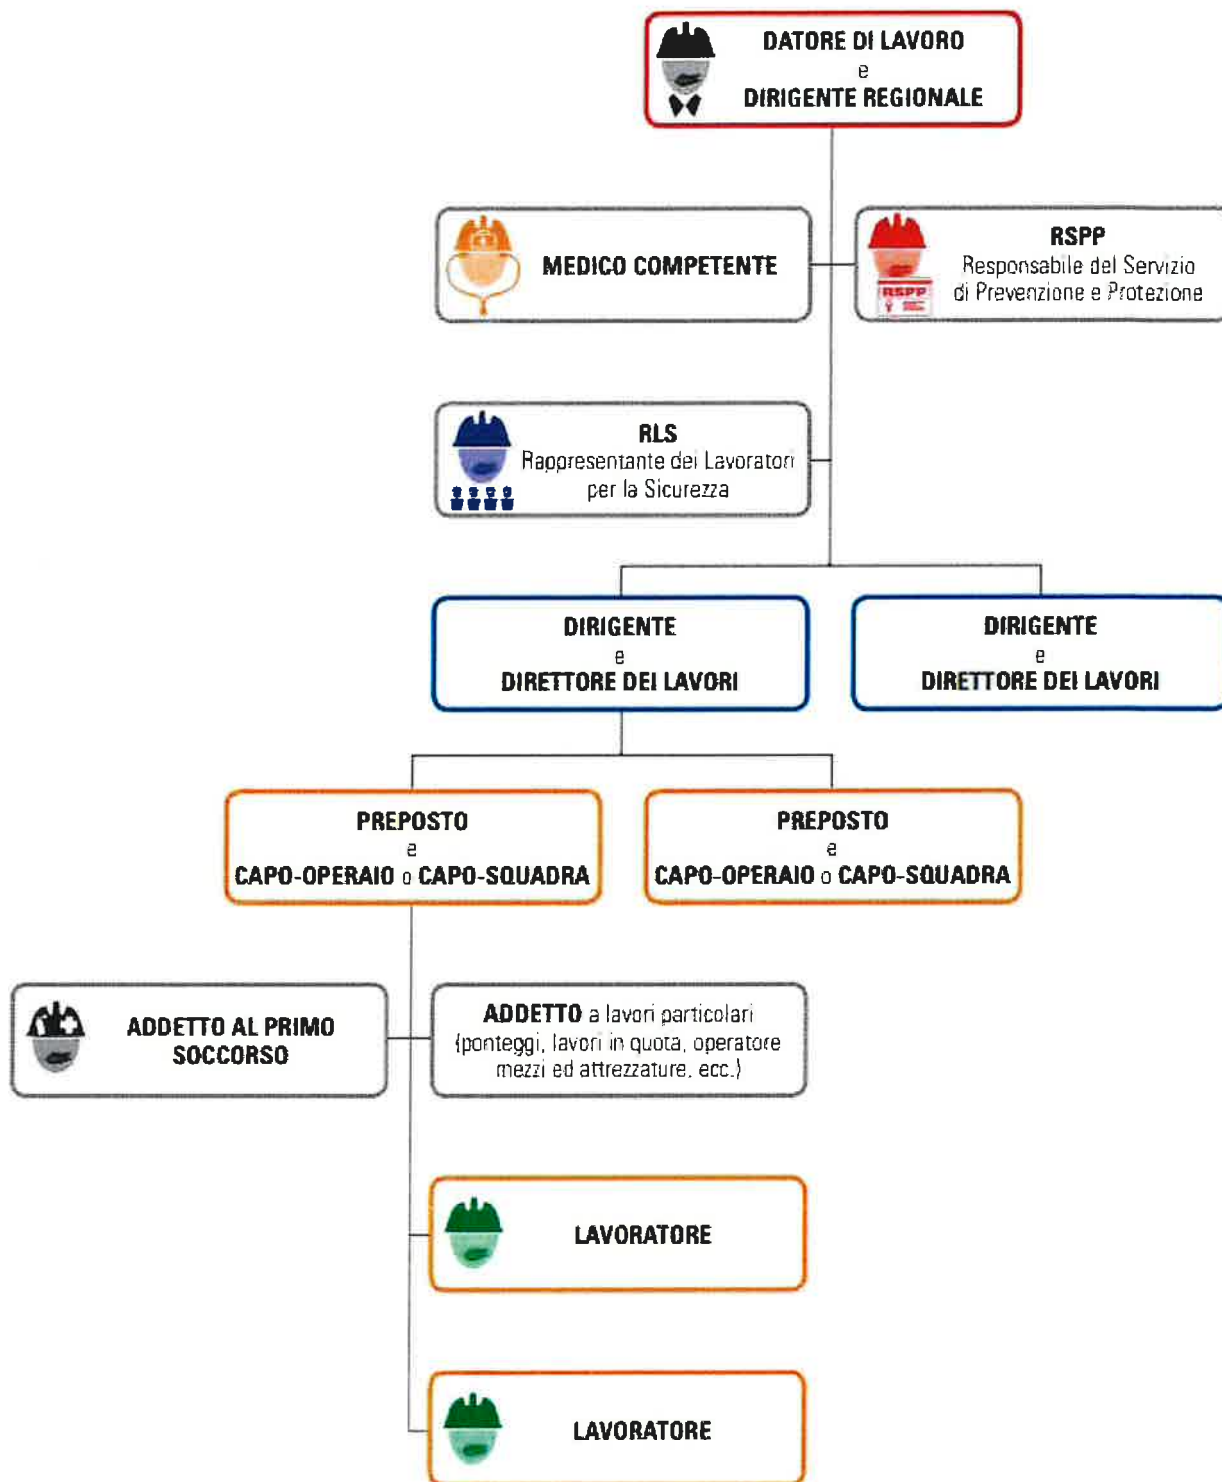 DATORE DI LAVORO
e
DIRIGENTE REGIONALE
MEDICO COMPETENTE
RSPP
Responsabile del Servizio
di Prevenzione e Protezione
RSPP
RLS
Rappresentante dei Lavoratori
per la Sicurezza
DIRIGENTE
e
DIRETTORE DEI LAVORI
DIRIGENTE
e
DIRETTORE DEI LAVORI
PREPOSTO
e
CAPO-OPERAIO o CAPO-SQUADRA
PREPOSTO
e
CAPO-OPERAIO o CAPO-SQUADRA
ADDETTO AL PRIMO
SOCCORSO
ADDETTO a lavori particolari
(ponteggi, lavori in quota, operatore
mezzi ed attrezzature, ecc.)
LAVORATORE
LAVORATORE